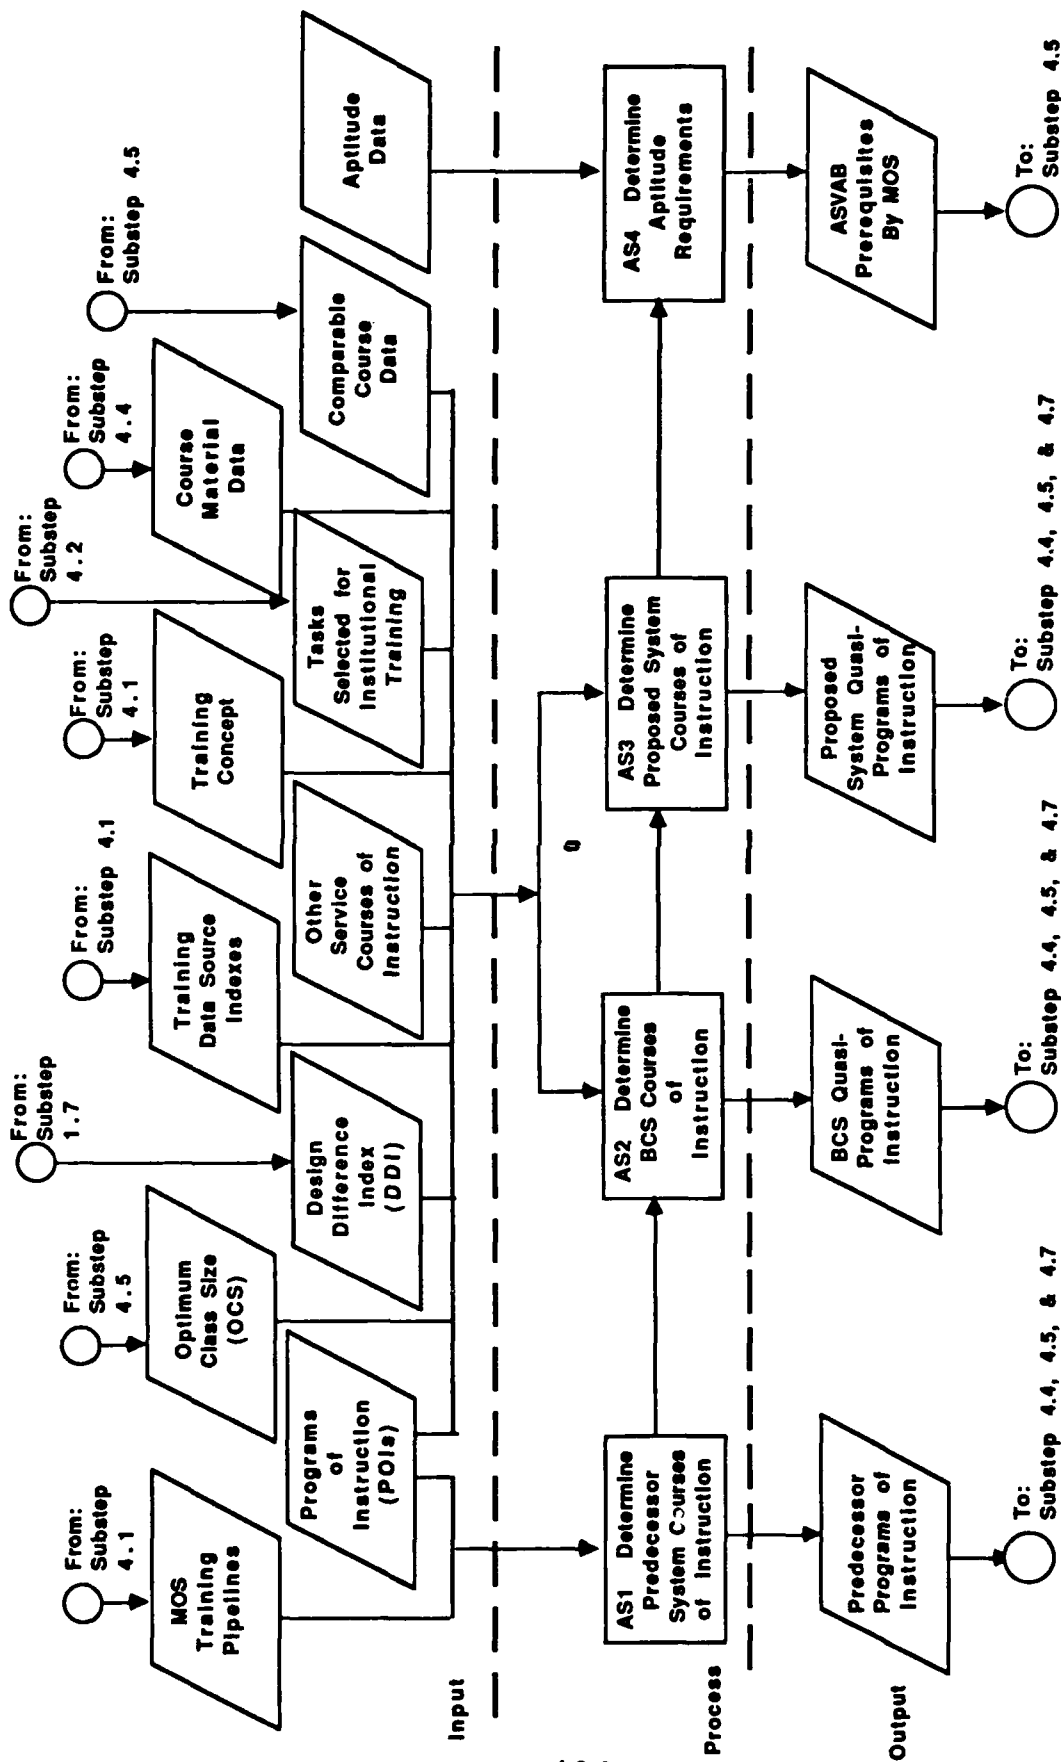 From:
Substep
4.1
From:
Substep
4.5
From:
Substep
1.7
From:
Substep 4.1
From:
Substep
4.1
From:
Substep
4.2
From:
Substep
4.4
From:
Substep 4.5
MOS
Training
Pipelines
Optimum
Class Size
(OCS)
Training
Data Source
Indexes
Training
Concept
Course
Material
Data
Programs
of
Instruction
(POIs)
Design
Difference
Index
(DDI)
Other
Service
Courses of
Instruction
Tasks
Selected for
Institutional
Training
Comparable
Course
Data
Aptitude
Data
Input
AS1 Determine
Predecessor
System Courses
of Instruction
AS2 Determine
BCS Courses
of
Instruction
AS3 Determine
Proposed System
Courses of
Instruction
AS4 Determine
Aptitude
Requirements
Process
Predecessor
Programs of
Instruction
BCS Quasi-
Programs of
Instruction
Proposed
System Quasi-
Programs of
Instruction
ASVAB
Prerequisites
By MOS
Output
To:
Substep 4.4, 4.5, & 4.7
To:
Substep 4.4, 4.5, & 4.7
To:
Substep 4.4, 4.5, & 4.7
To:
Substep 4.5